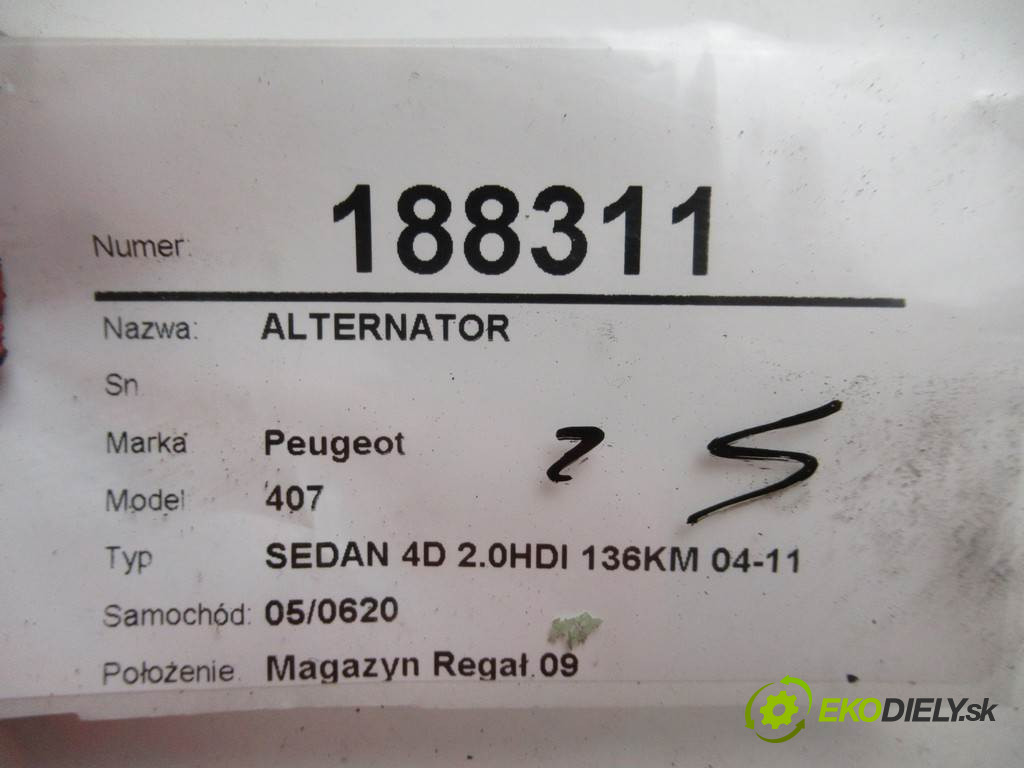 Numer: 188311
Nazwa: ALTERNATOR
Sn
Marka Peugeot
Model 407
Typ SEDAN 4D 2.0HDI 136KM 04-11
Samochód: 05/0620
Położenie Magazyn Regał 09
2 S
EKODIELY.sk